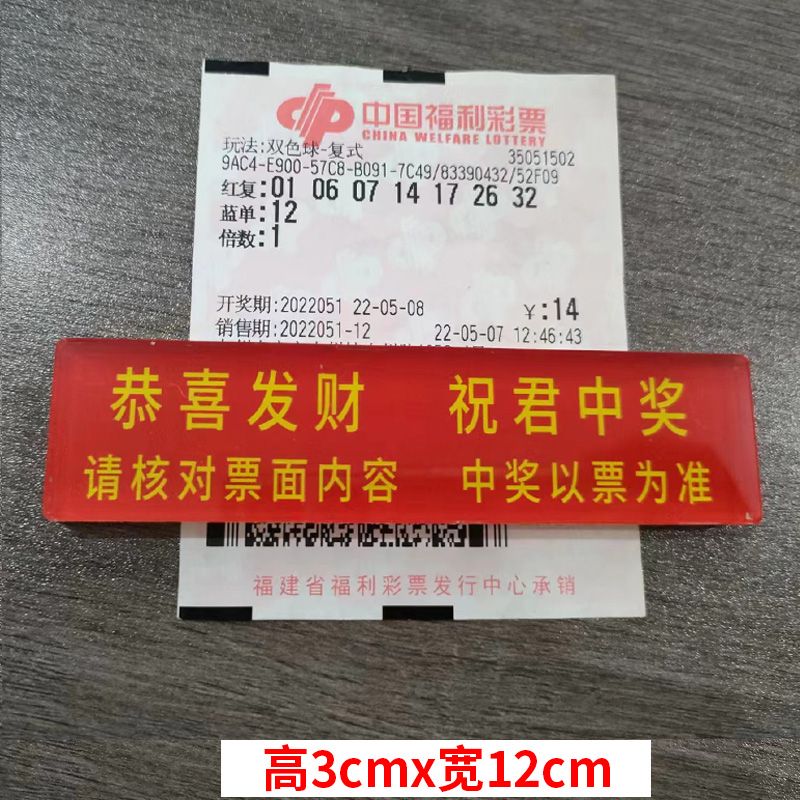 中国福利彩票
CHINA WELFARE LOTTERY
玩法:双色球-复式 35051502
9AC4-E900-57C8-B091-7C49/83390432/52F09
红复:01 06 07 14 17 26 32
蓝单:12
倍数:1
开奖期:2022051 22-05-08 ¥:14
销售期:2022051-12 22-05-07 12:46:43
恭喜发财 祝君中奖
请核对票面内容 中奖以票为准
福建省福利彩票发行中心承销
高3cmx宽12cm